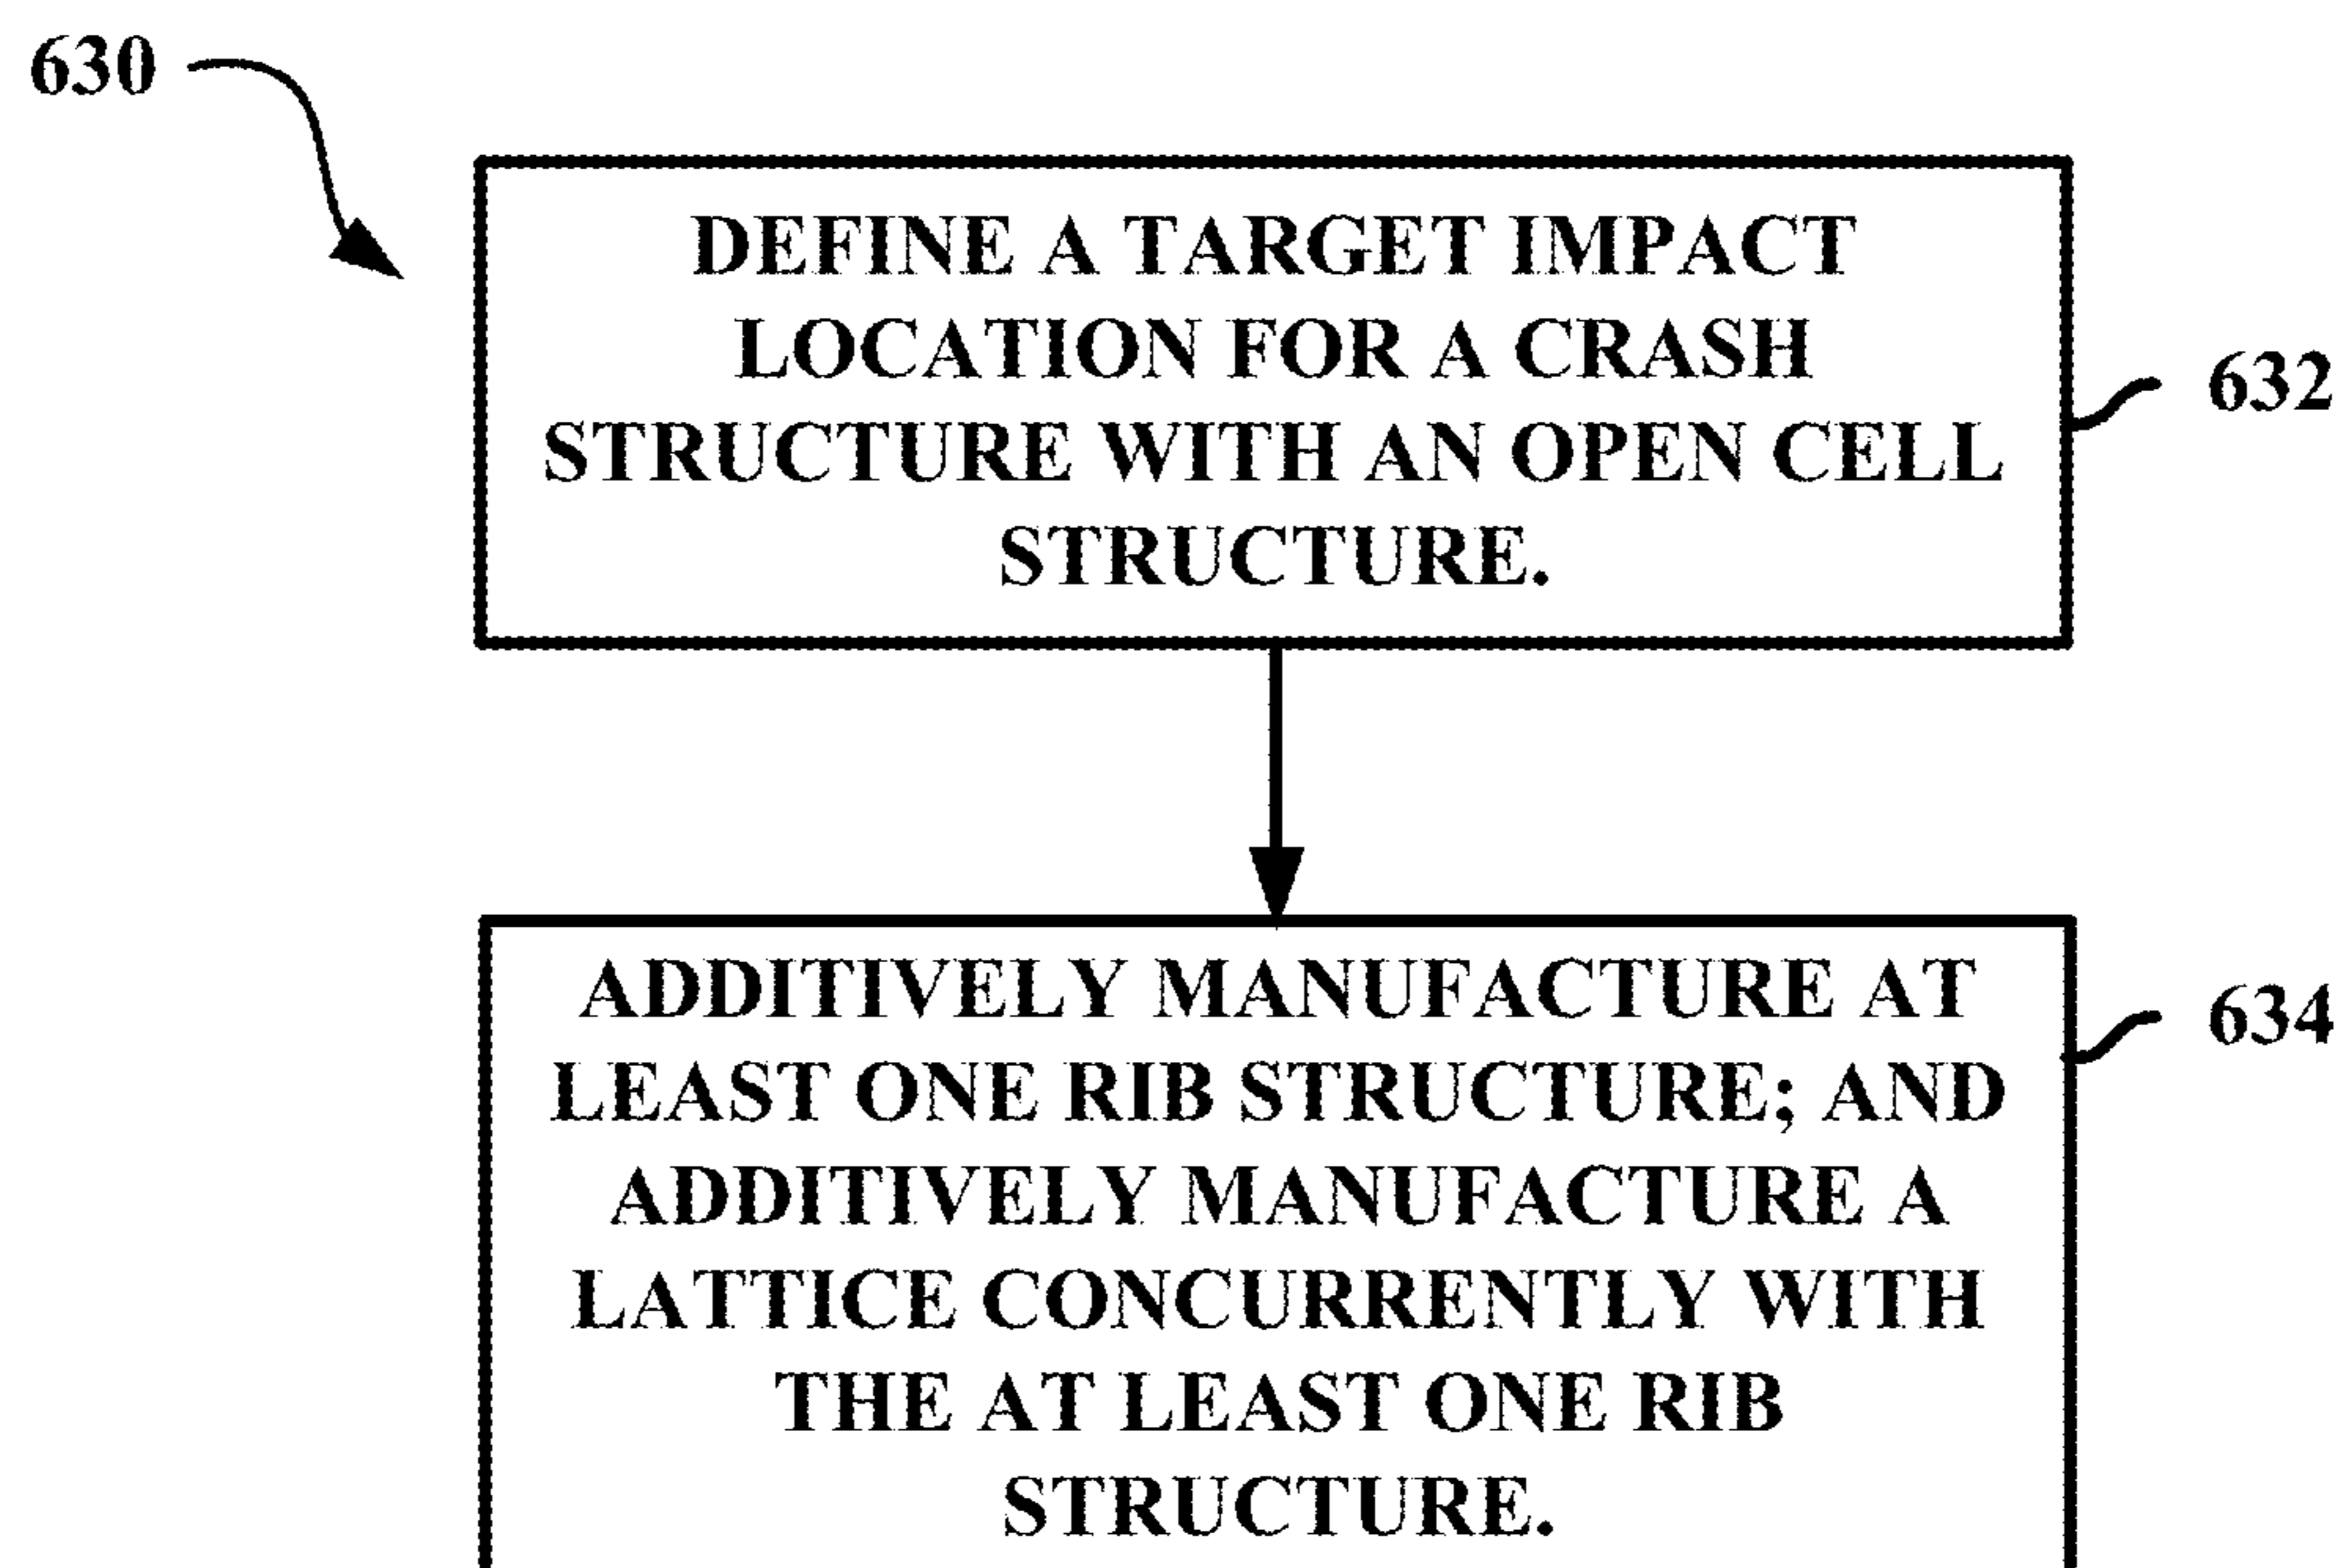 630
DEFINE A TARGET IMPACT
LOCATION FOR A CRASH
STRUCTURE WITH AN OPEN CELL
STRUCTURE.
632
ADDITIVELY MANUFACTURE AT
LEAST ONE RIB STRUCTURE; AND
ADDITIVELY MANUFACTURE A
LATTICE CONCURRENTLY WITH
THE AT LEAST ONE RIB
STRUCTURE.
634